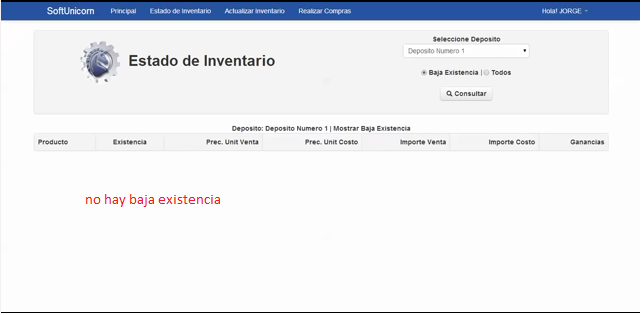 SoftUnicorn Principal Estado de Inventario Actualizar Inventario Realizar Compras Hola! JORGE
Estado de Inventario
Seleccione Deposito
Deposito Numero 1
Baja Existencia | Todos
Consultar
Deposito: Deposito Numero 1 | Mostrar Baja Existencia
Producto Existencia Prec. Unit Venta Prec. Unit Costo Importe Venta Importe Costo Ganancias
no hay baja existencia